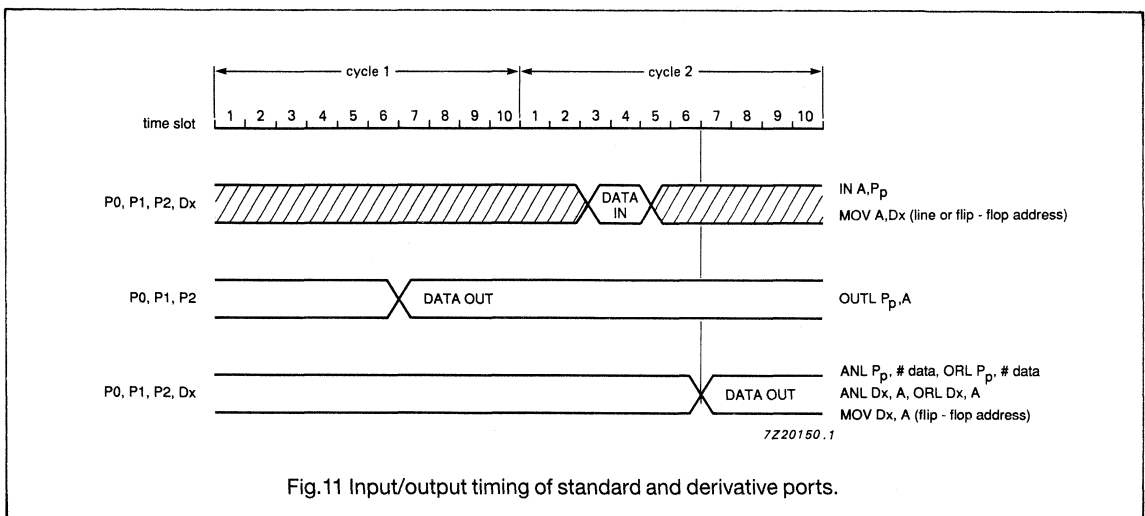 cycle 1 cycle 2
time slot 1 2 3 4 5 6 7 8 9 10 1 2 3 4 5 6 7 8 9 10
P0, P1, P2, Dx DATA IN IN A,Pp
MOV A,Dx (line or flip - flop address)
P0, P1, P2 DATA OUT OUTL Pp,A
ANL Pp, # data, ORL Pp, # data
P0, P1, P2, Dx DATA OUT ANL Dx, A, ORL Dx, A
MOV Dx, A (flip - flop address)
7Z20150.1
Fig.11 Input/output timing of standard and derivative ports.